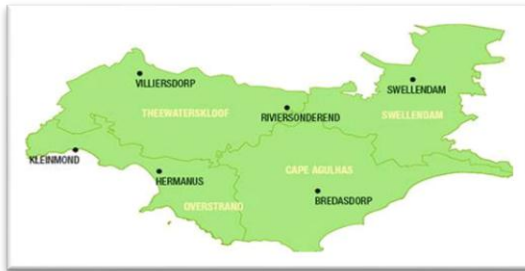 VILLIERSDORP
SWELLENDAM
THEEWATERSKLOOF
RIVIERSONDEREND
SWELLENDAM
KLEINMOND
CAPE AGULHAS
HERMANUS
BREDASDORP
OVERSTRAND